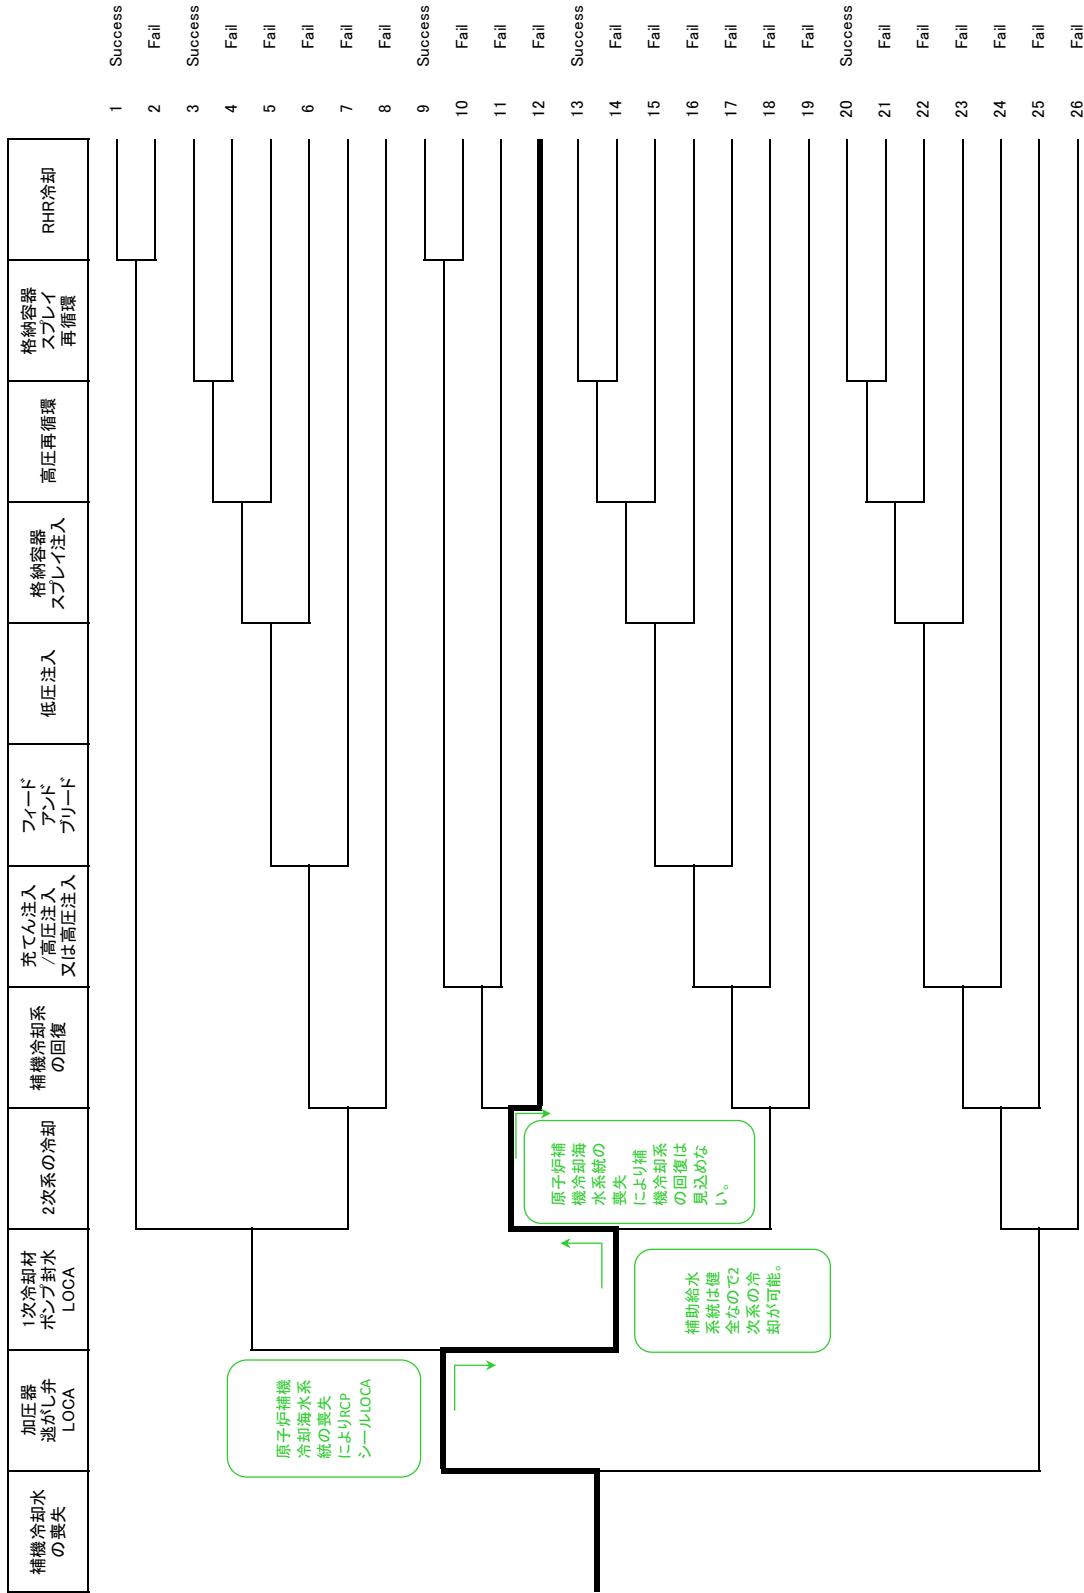 補機冷却水
の喪失
加圧器
逃がし弁
LOCA
1次冷却材
ポンプ封水
LOCA
2次系の冷却
補機冷却系
の回復
充てん注入
/高圧注入
又は高圧注入
フィード
アンド
ブリード
低圧注入
格納容器
スプレイ注入
高圧再循環
格納容器
スプレイ
再循環
RHR冷却
1 Success
2 Fail
3 Success
4 Fail
5 Fail
6 Fail
7 Fail
8 Fail
9 Success
10 Fail
11 Fail
12 Fail
13 Success
14 Fail
15 Fail
16 Fail
17 Fail
18 Fail
19 Fail
20 Success
21 Fail
22 Fail
23 Fail
24 Fail
25 Fail
26 Fail
原子炉補機
冷却海水系
統の喪失
によりRCP
シールLOCA
補助給水
系統は健
全なので2
次系の冷
却が可能。
原子炉補
機冷却海
水系統の
喪失
により補
機冷却系
の回復は
見込めな
い。